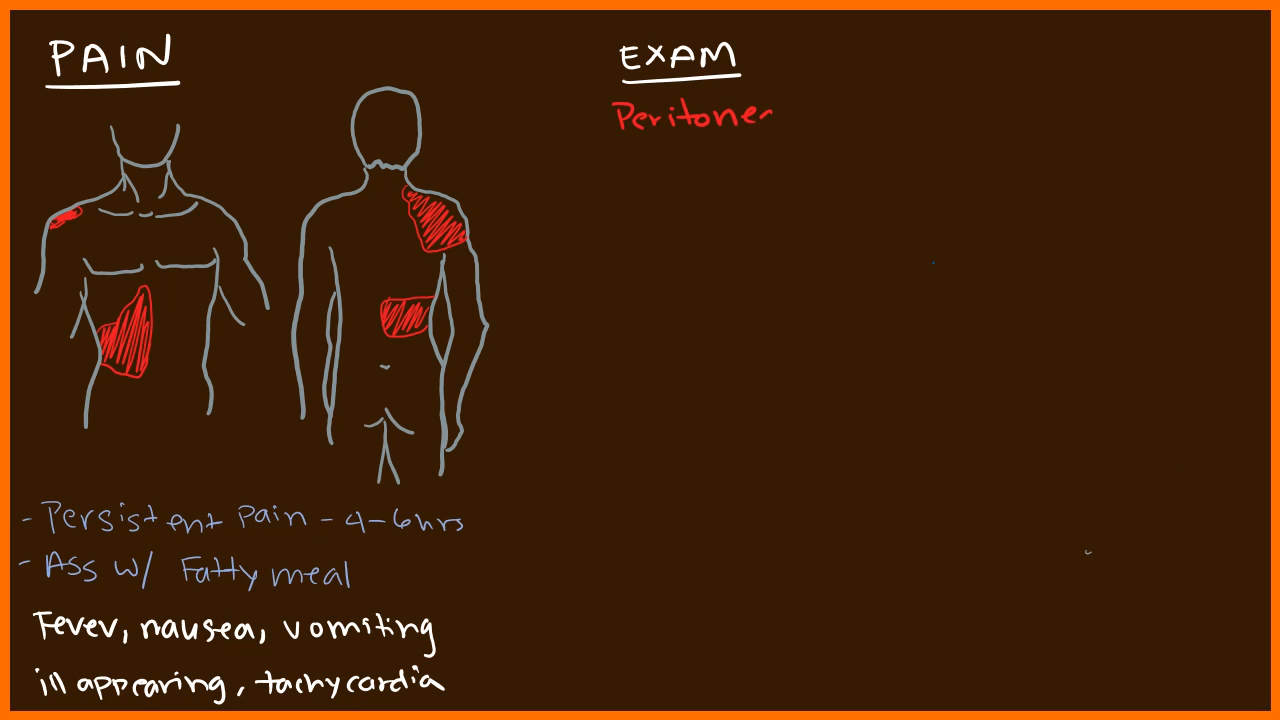 PAIN
- Persistent Pain - 4-6hrs
- Ass w/ Fatty meal
Fever, nausea, vomiting
ill appearing, tachycardia
EXAM
Peritone